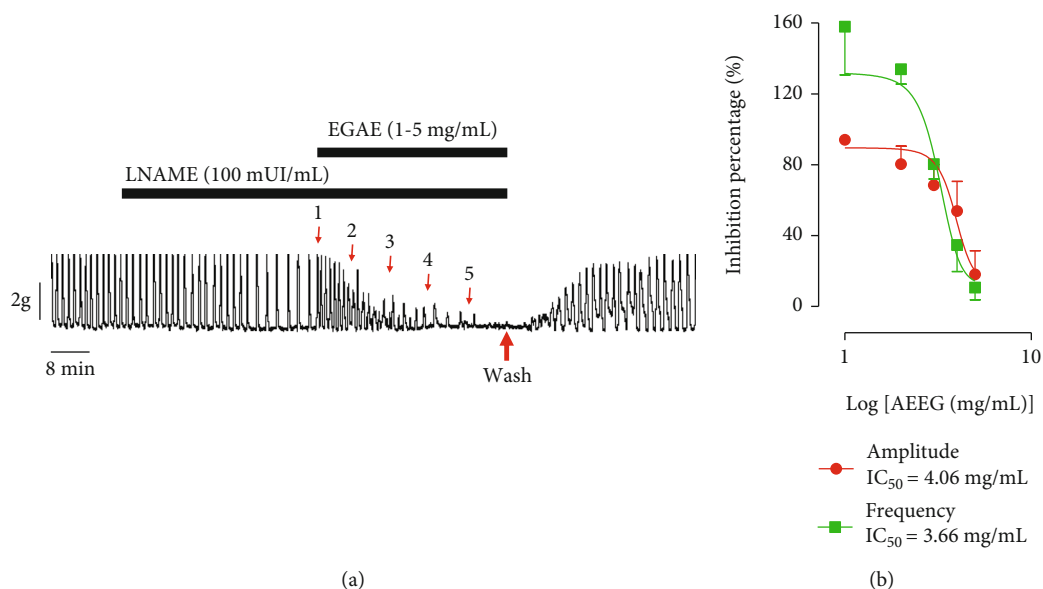 EGAE (1-5 mg/mL)
LNAME (100 mUI/mL)
1
2
3
4
5
2g
8 min
Wash
(a)
160
120
80
40
0
Inhibition percentage (%)
1
10
Log [AEEG (mg/mL)]
Amplitude
IC₅₀ = 4.06 mg/mL
Frequency
IC₅₀ = 3.66 mg/mL
(b)